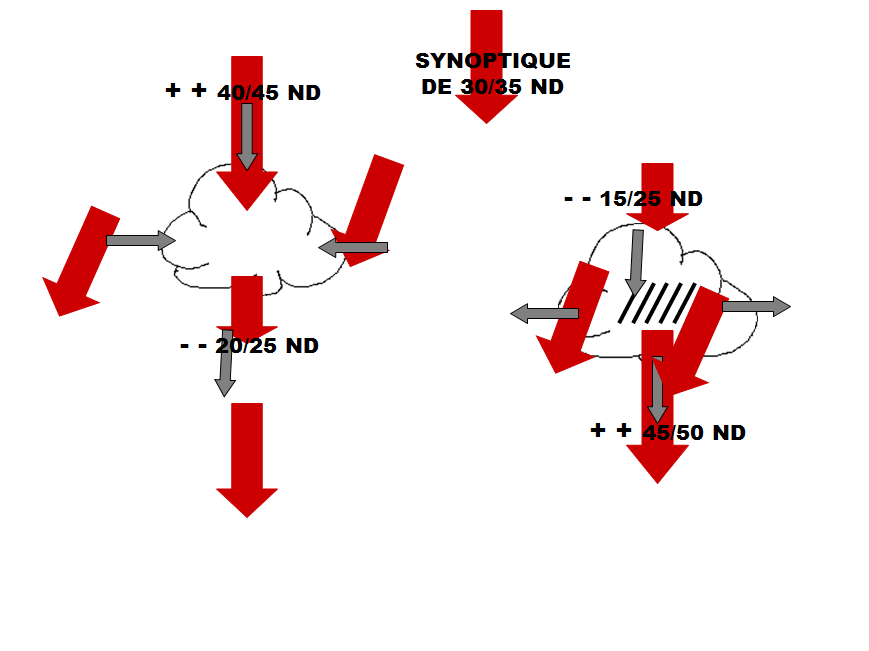 SYNOPTIQUE
DE 30/35 ND
+ + 40/45 ND
- - 15/25 ND
- - 20/25 ND
+ + 45/50 ND